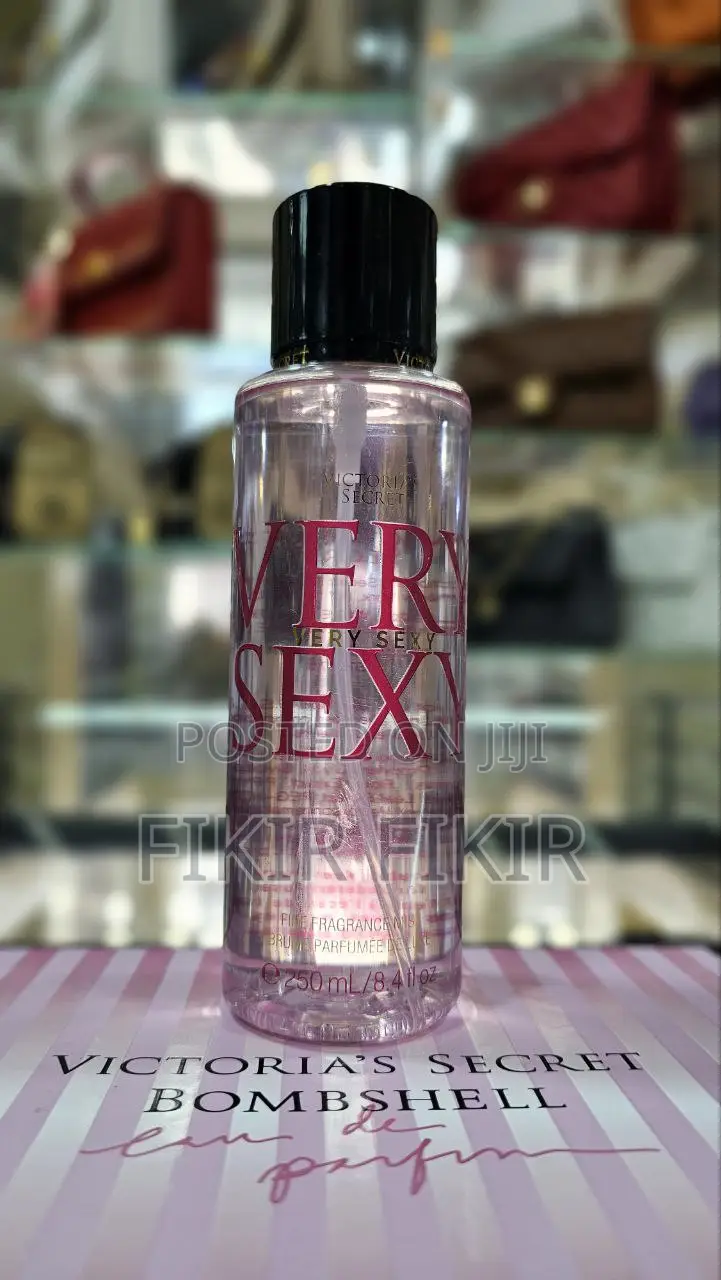 VICTORIA'S
SECRET
VERY
VERY SEXY
SEXY
POSTED ON JIJI
FIKIR FIKIR
FINE FRAGRANCE MIST
BRUME PARFUMÉE DE LUXE
℮ 250 mL/8.4 fl oz
VICTORIA'S SECRET
BOMBSHELL
eau de
parfum